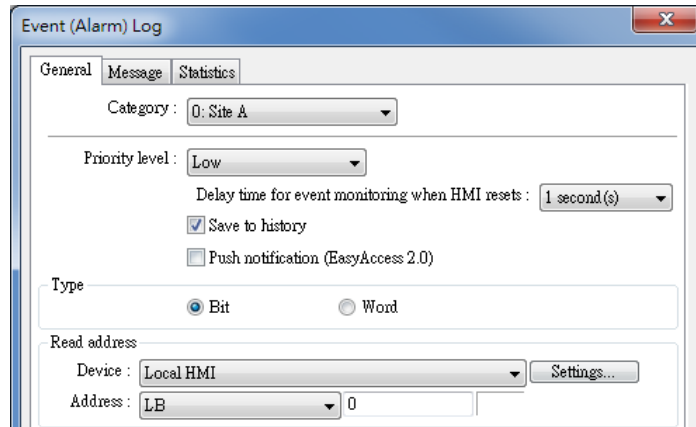 Event (Alarm) Log
General Message Statistics
Category : 0: Site A
Priority level : Low
Delay time for event monitoring when HMI resets : 1 second(s)
Save to history
Push notification (EasyAccess 2.0)
Type
Bit Word
Read address
Device : Local HMI Settings...
Address : LB 0